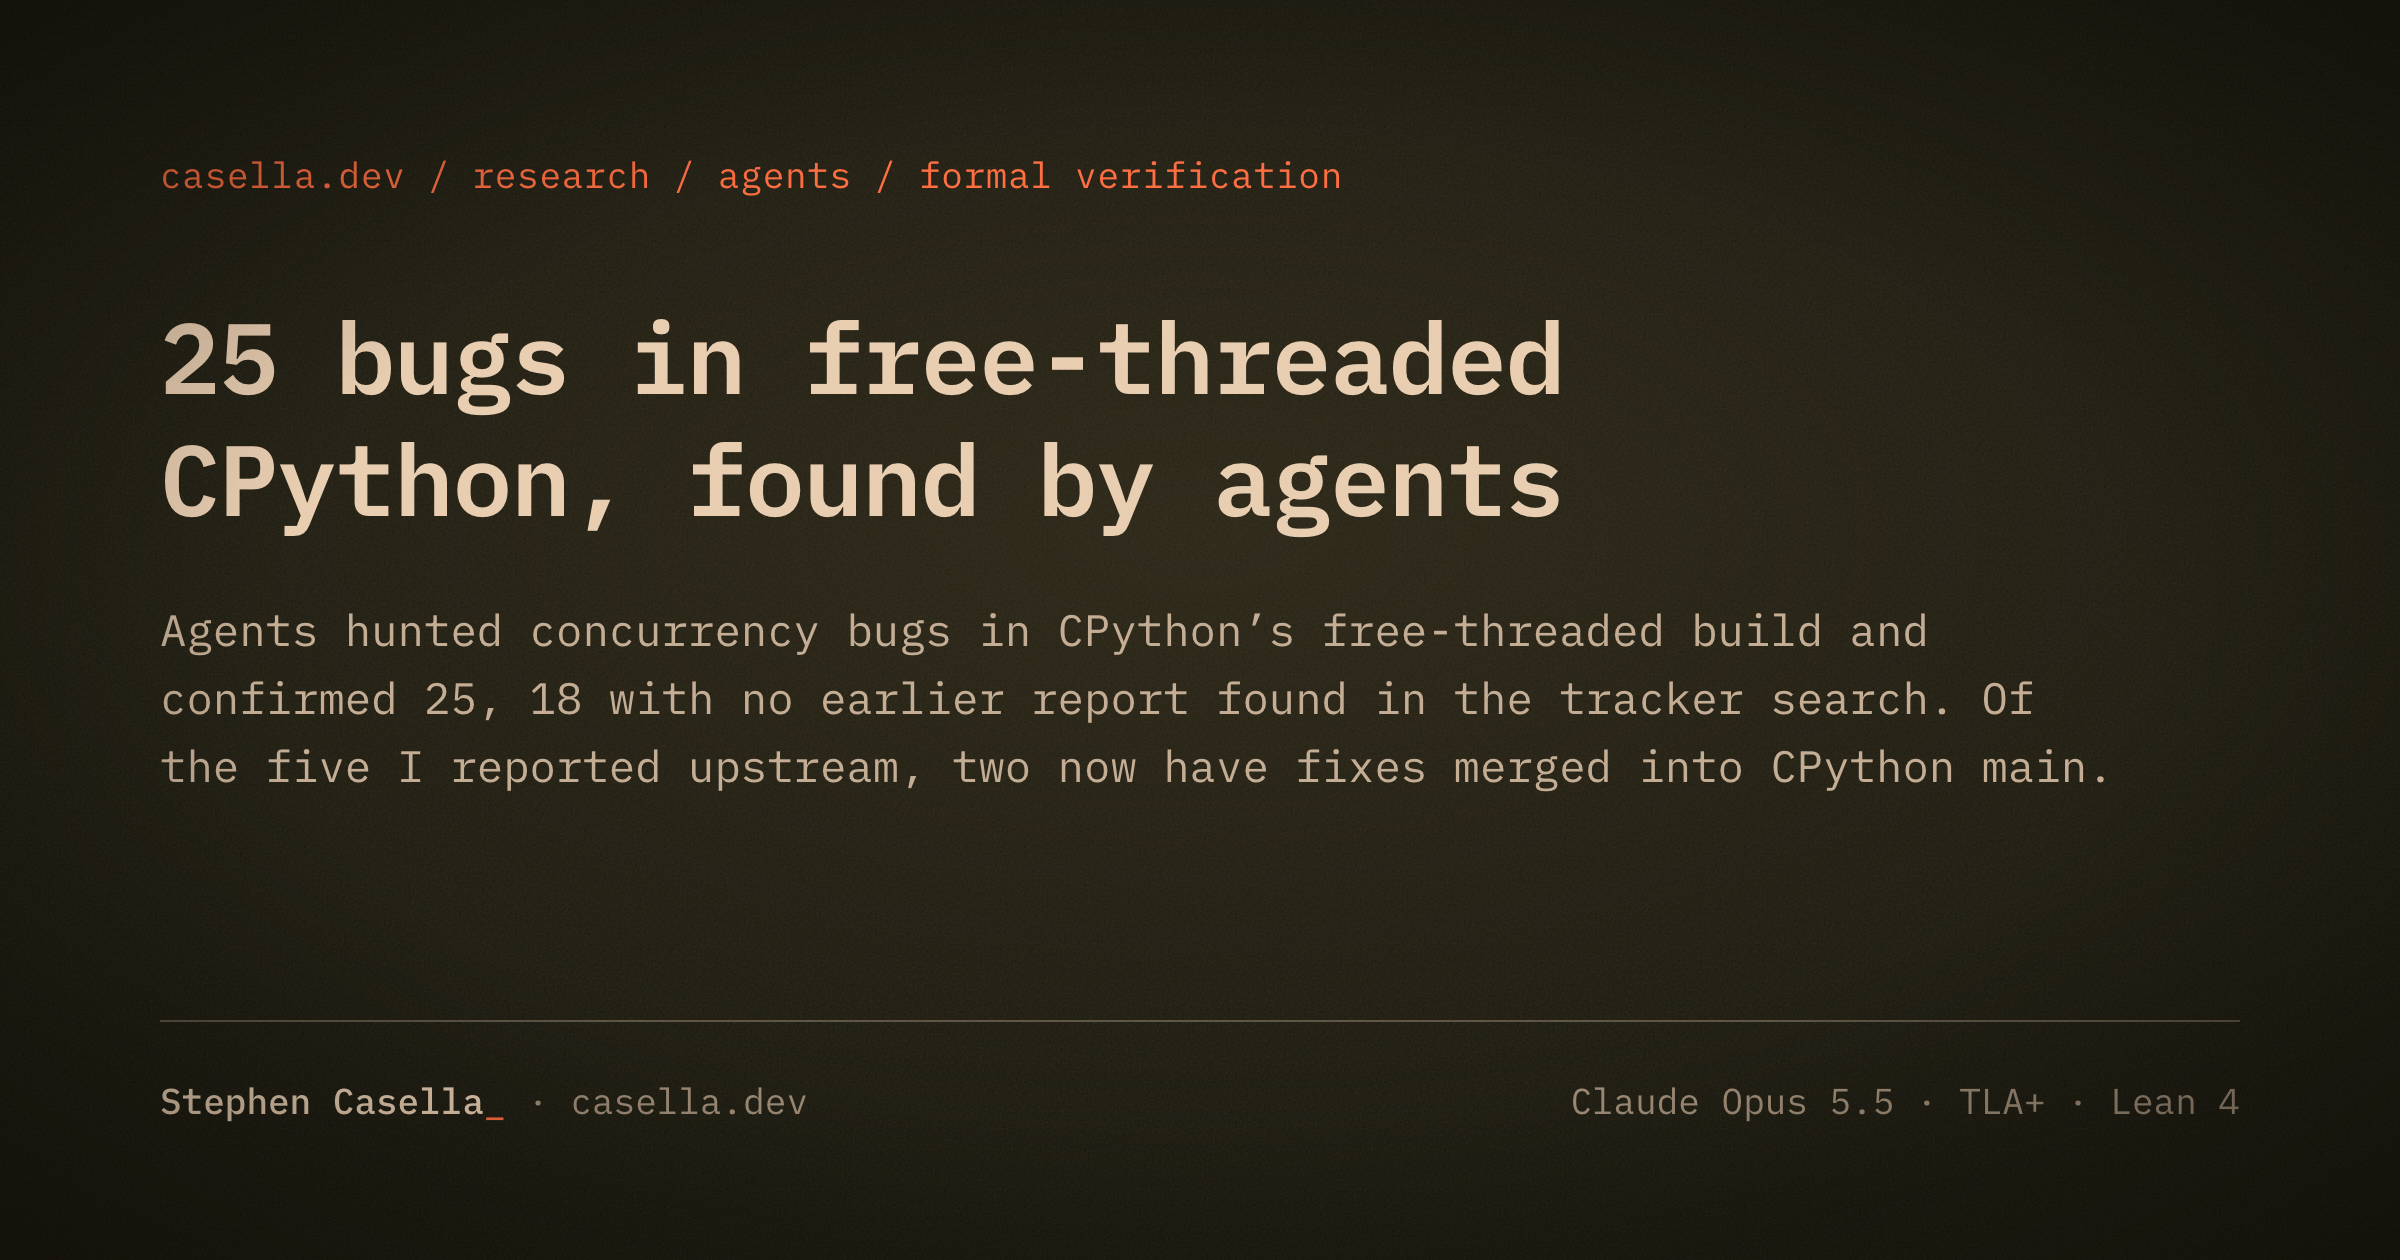 casella.dev / research / agents / formal verification
25 bugs in free-threaded
CPython, found by agents
Agents hunted concurrency bugs in CPython’s free-threaded build and
confirmed 25, 18 with no earlier report found in the tracker search. Of
the five I reported upstream, two now have fixes merged into CPython main.
Stephen Casella_ · casella.dev
Claude Opus 5.5 · TLA+ · Lean 4